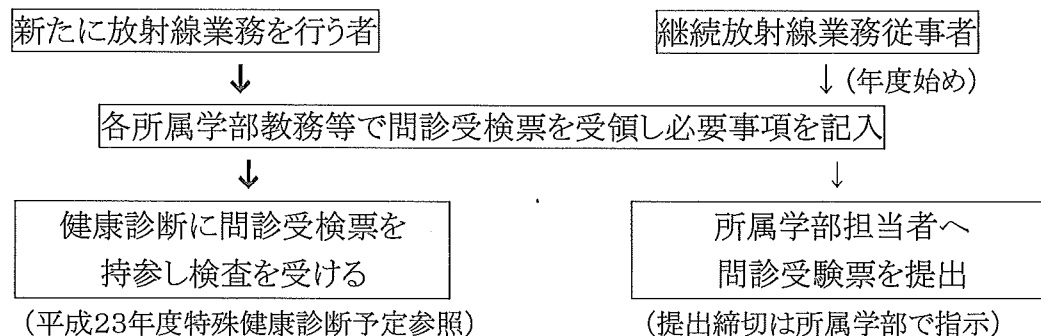 新たに放射線業務を行う者
継続放射線業務従事者
↓
↓(年度始め)
各所属学部教務等で問診受検票を受領し必要事項を記入
↓
↓
健康診断に問診受検票を
持参し検査を受ける
所属学部担当者へ
問診受験票を提出
(平成23年度特殊健康診断予定参照)
(提出締切は所属学部で指示)